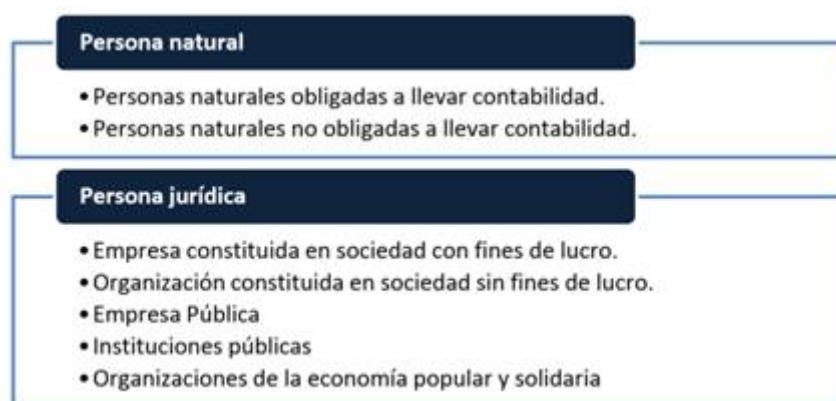 Persona natural
• Personas naturales obligadas a llevar contabilidad.
• Personas naturales no obligadas a llevar contabilidad.
Persona jurídica
• Empresa constituida en sociedad con fines de lucro.
• Organización constituida en sociedad sin fines de lucro.
• Empresa Pública
• Instituciones públicas
• Organizaciones de la economía popular y solidaria